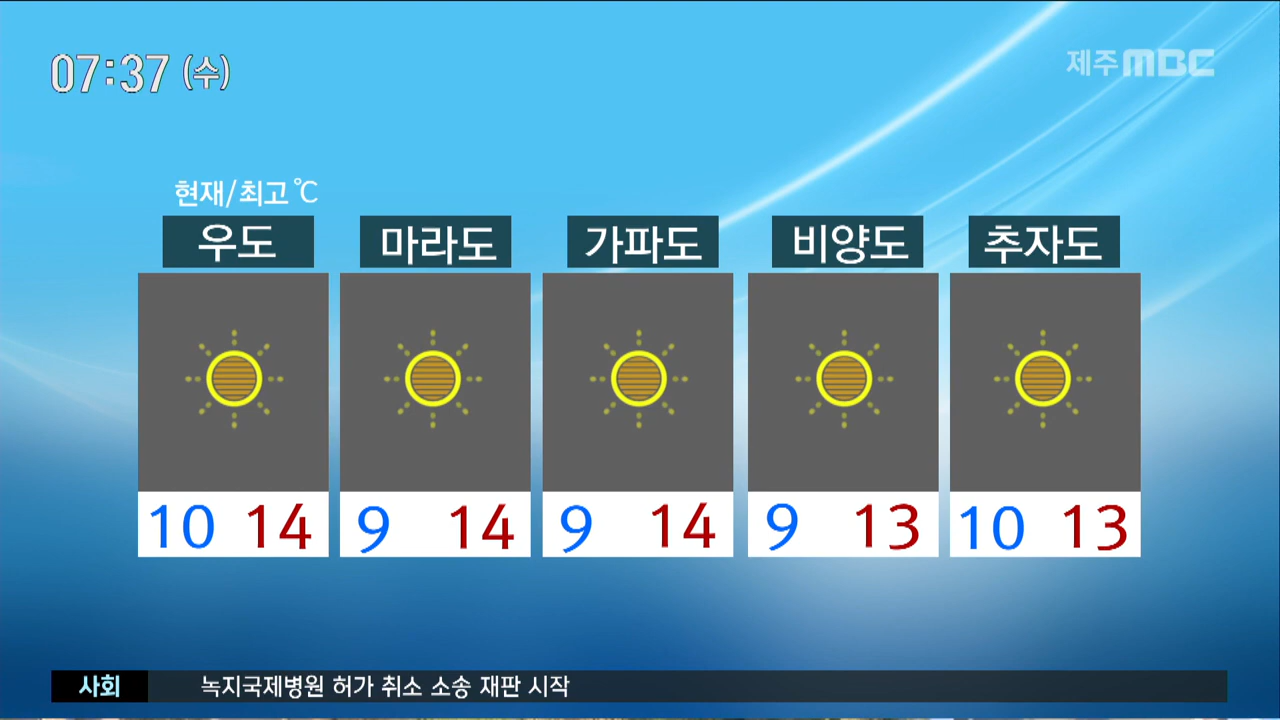 07:37 (수)
제주MBC
현재/최고 ℃
우도 마라도 가파도 비양도 추자도
10 14 9 14 9 14 9 13 10 13
사회 녹지국제병원 허가 취소 소송 재판 시작